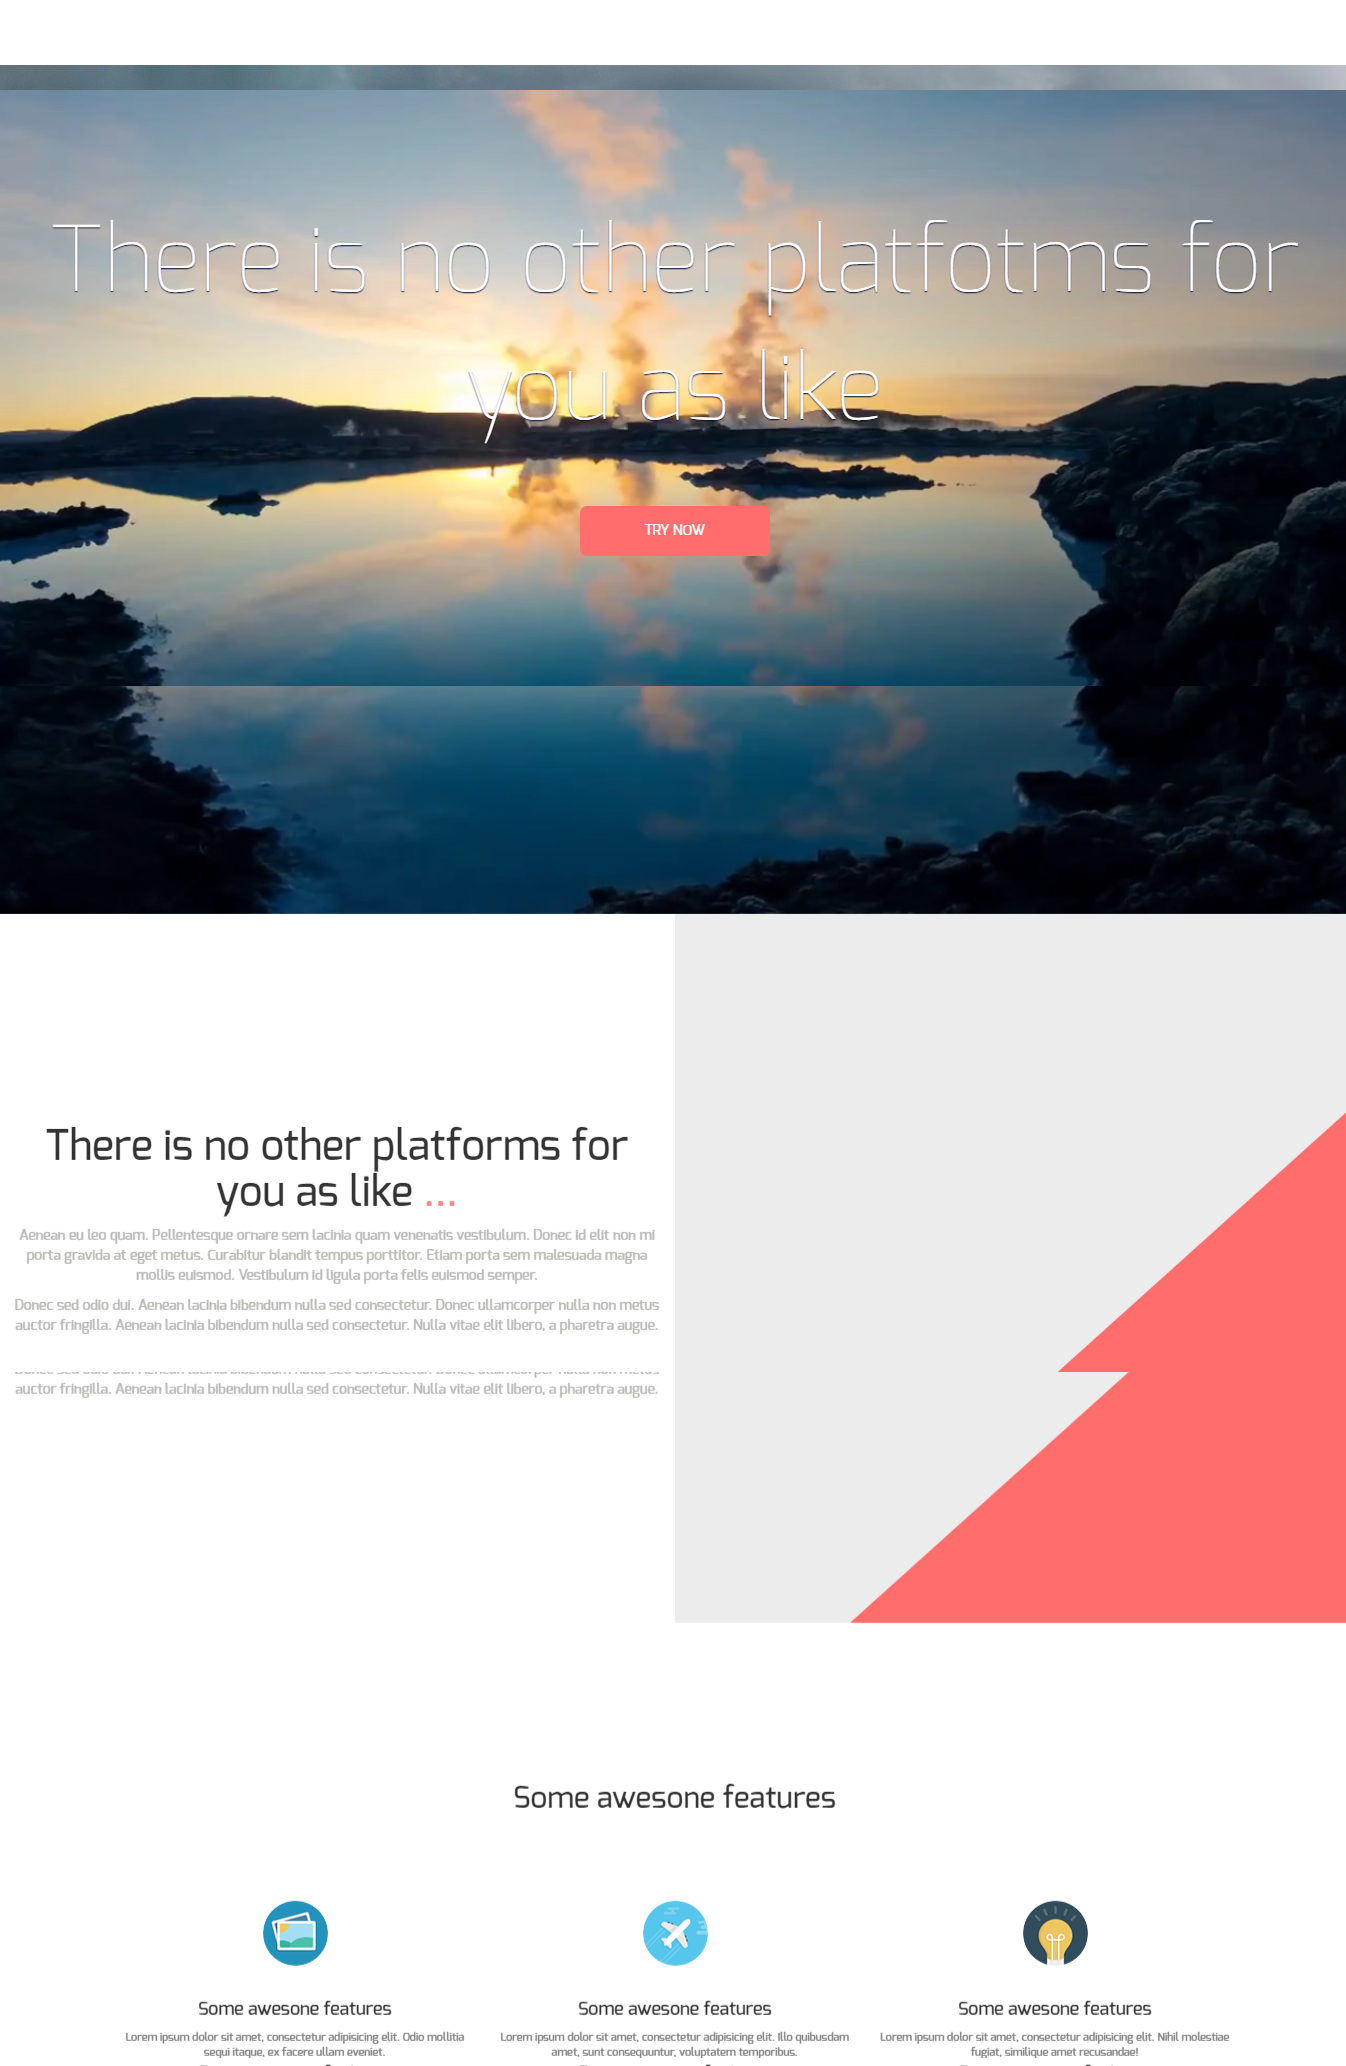 There is no other platfotms for
you as like
TRY NOW
There is no other platforms for
you as like ...
Aenean eu leo quam. Pellentesque ornare sem lacinia quam venenatis vestibulum. Donec id elit non mi
porta gravida at eget metus. Curabitur blandit tempus porttitor. Etiam porta sem malesuada magna
mollis euismod. Vestibulum id ligula porta felis euismod semper.
Donec sed odio dui. Aenean lacinia bibendum nulla sed consectetur. Donec ullamcorper nulla non metus
auctor fringilla. Aenean lacinia bibendum nulla sed consectetur. Nulla vitae elit libero, a pharetra augue.
auctor fringilla. Aenean lacinia bibendum nulla sed consectetur. Nulla vitae elit libero, a pharetra augue.
Some awesone features
Some awesone features
Lorem ipsum dolor sit amet, consectetur adipisicing elit. Odio mollitia
sequi itaque, ex facere ullam eveniet.
Some awesone features
Lorem ipsum dolor sit amet, consectetur adipisicing elit. Illo quibusdam
amet, sunt consequuntur, voluptatem temporibus.
Some awesone features
Lorem ipsum dolor sit amet, consectetur adipisicing elit. Nihil molestiae
fugiat, similique amet recusandae!